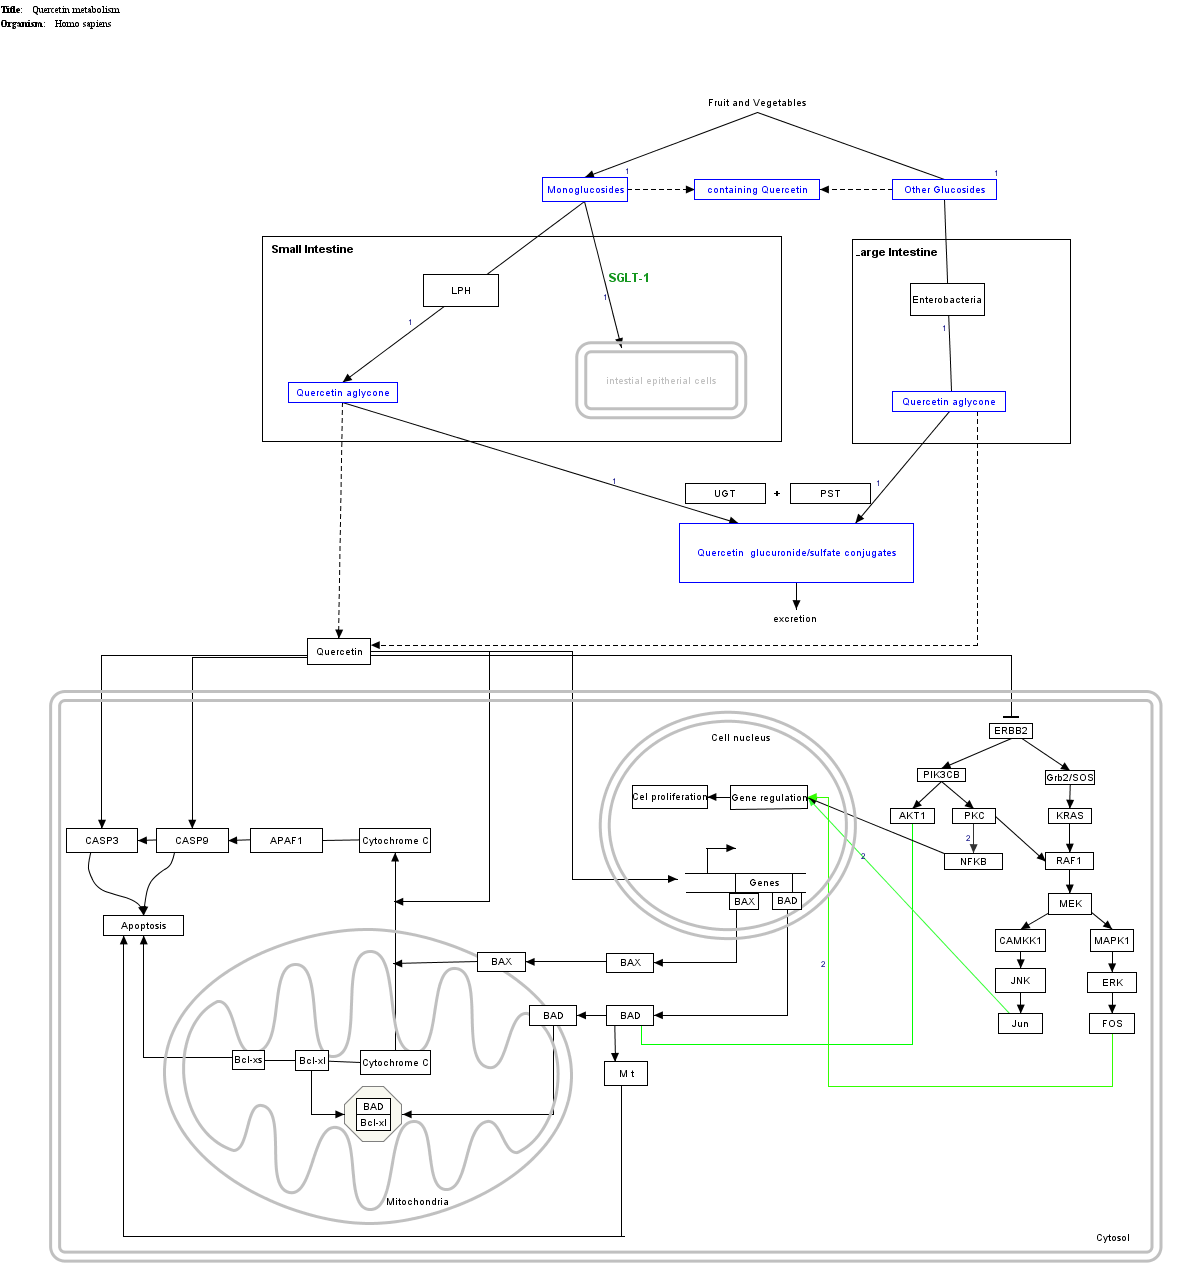 Title: Quercetin metabolism
Organism: Homo sapiens
Fruit and Vegetables
1
1
Monoglucosides
containing Quercetin
Other Glucosides
Small Intestine
.arge Intestine
SGLT-1
LPH
1
Enterobacteria
1
1
intestial epitherial cells
Quercetin aglycone
Quercetin aglycone
1
1
UGT
+
PST
Quercetin glucuronide/sulfate conjugates
excretion
Quercetin
Cell nucleus
ERBB2
PIK3CB
Grb2/SOS
Cel proliferation
Gene regulation
AKT1
PKC
KRAS
CASP3
CASP9
APAF1
Cytochrome C
2
2
NFKB
RAF1
Genes
BAX
BAD
MEK
Apoptosis
CAMKK1
MAPK1
BAX
BAX
2
JNK
ERK
BAD
BAD
Jun
FOS
Bcl-xs
Bcl-xl
Cytochrome C
M t
BAD
Bcl-xl
Mitochondria
Cytosol